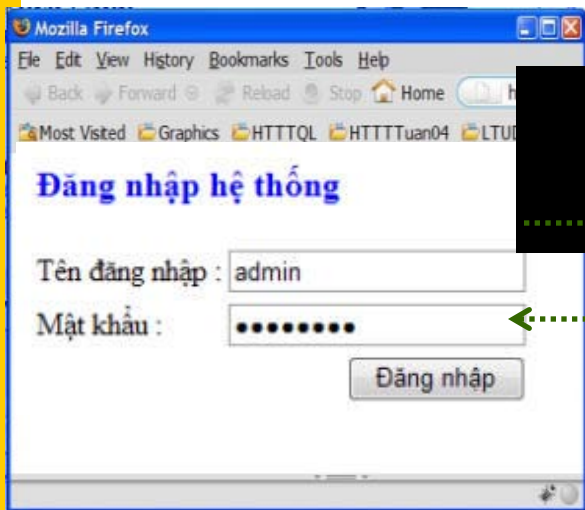 Mozilla Firefox
File Edit View History Bookmarks Tools Help
Back Forward Reload Stop Home h
Most Visited Graphics HTTTQL HTTTTuan04 LTUD
Đăng nhập hệ thống
Tên đăng nhập : admin
Mật khẩu : ••••••••
Đăng nhập